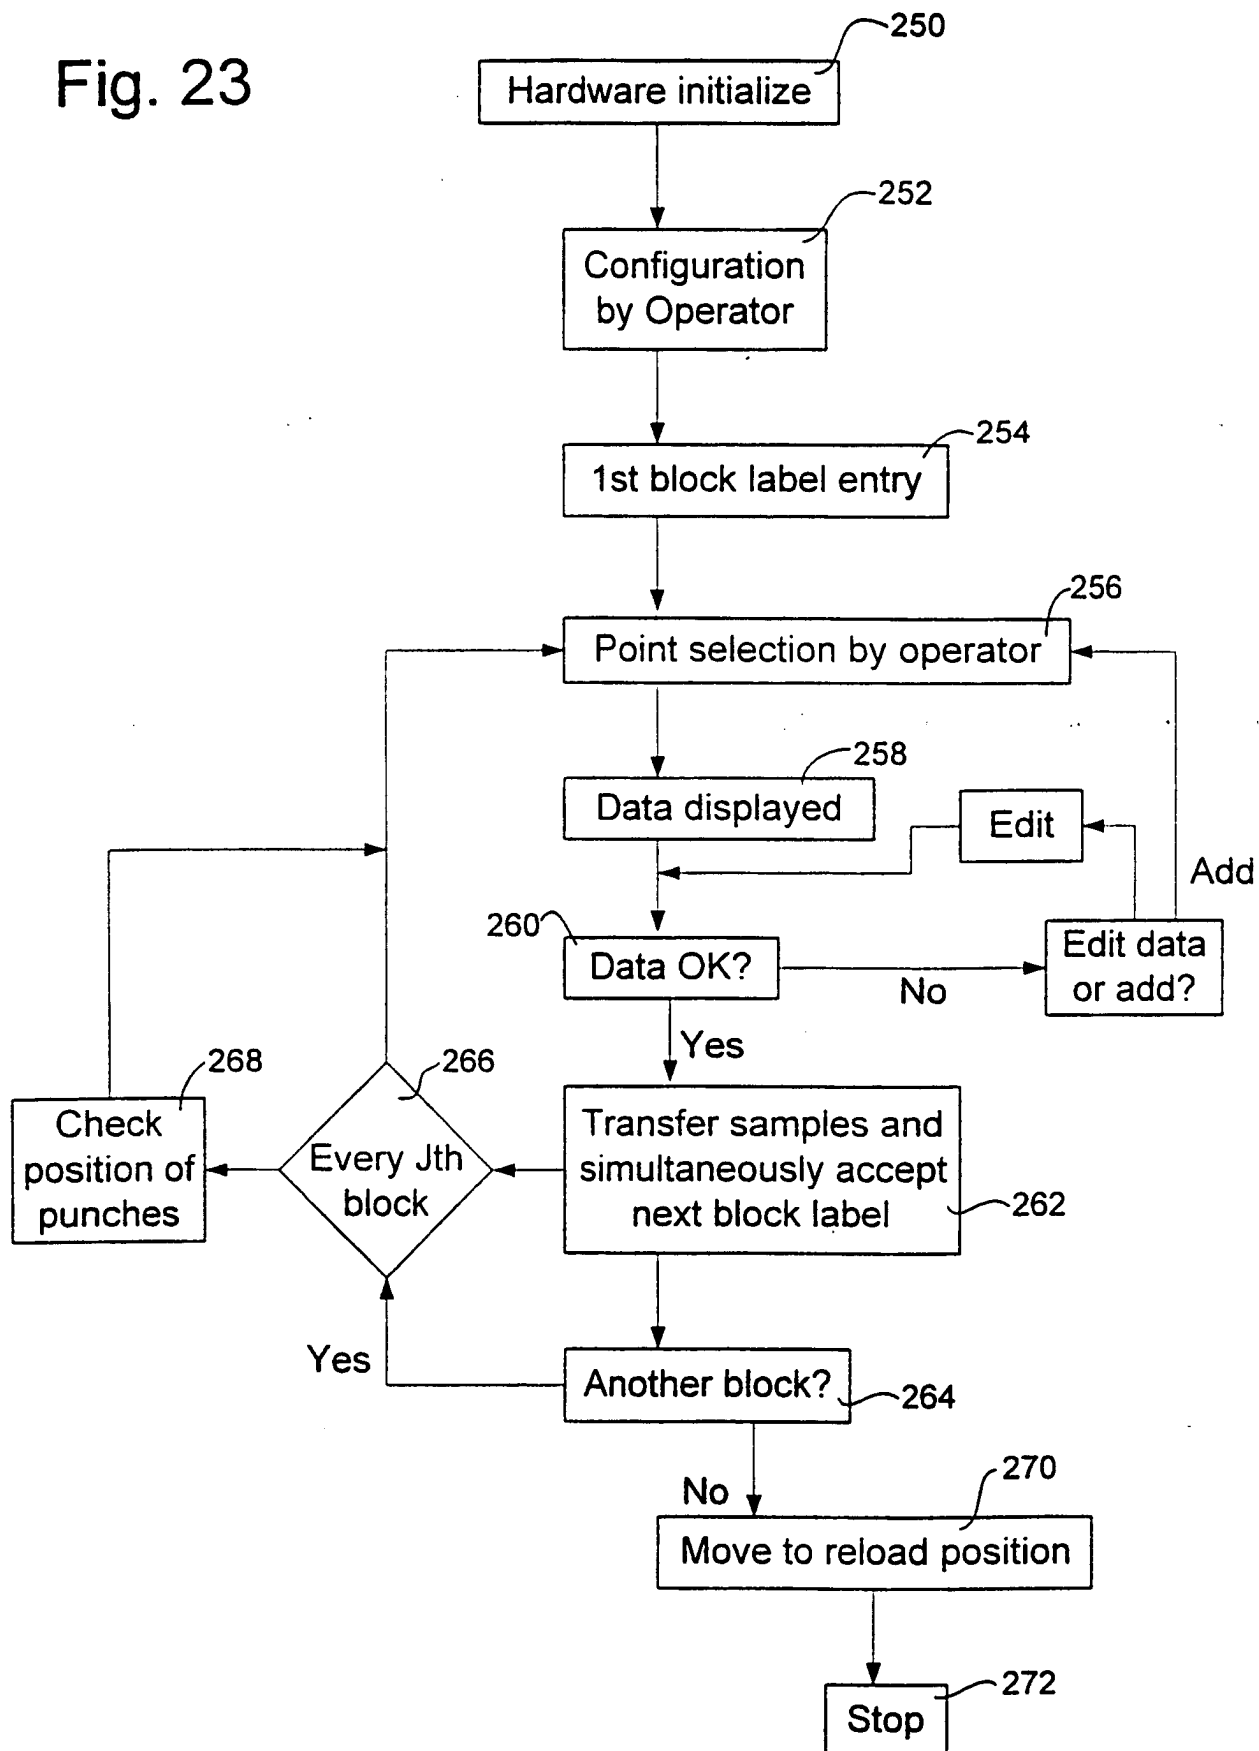 Fig. 23
250
Hardware initialize
252
Configuration
by Operator
254
1st block label entry
256
Point selection by operator
258
Data displayed
Edit
Add
260
Data OK?
No
Edit data
or add?
Yes
268
266
Check
position of
punches
Every Jth
block
Transfer samples and
simultaneously accept
next block label
262
Yes
Another block?
264
No
270
Move to reload position
272
Stop